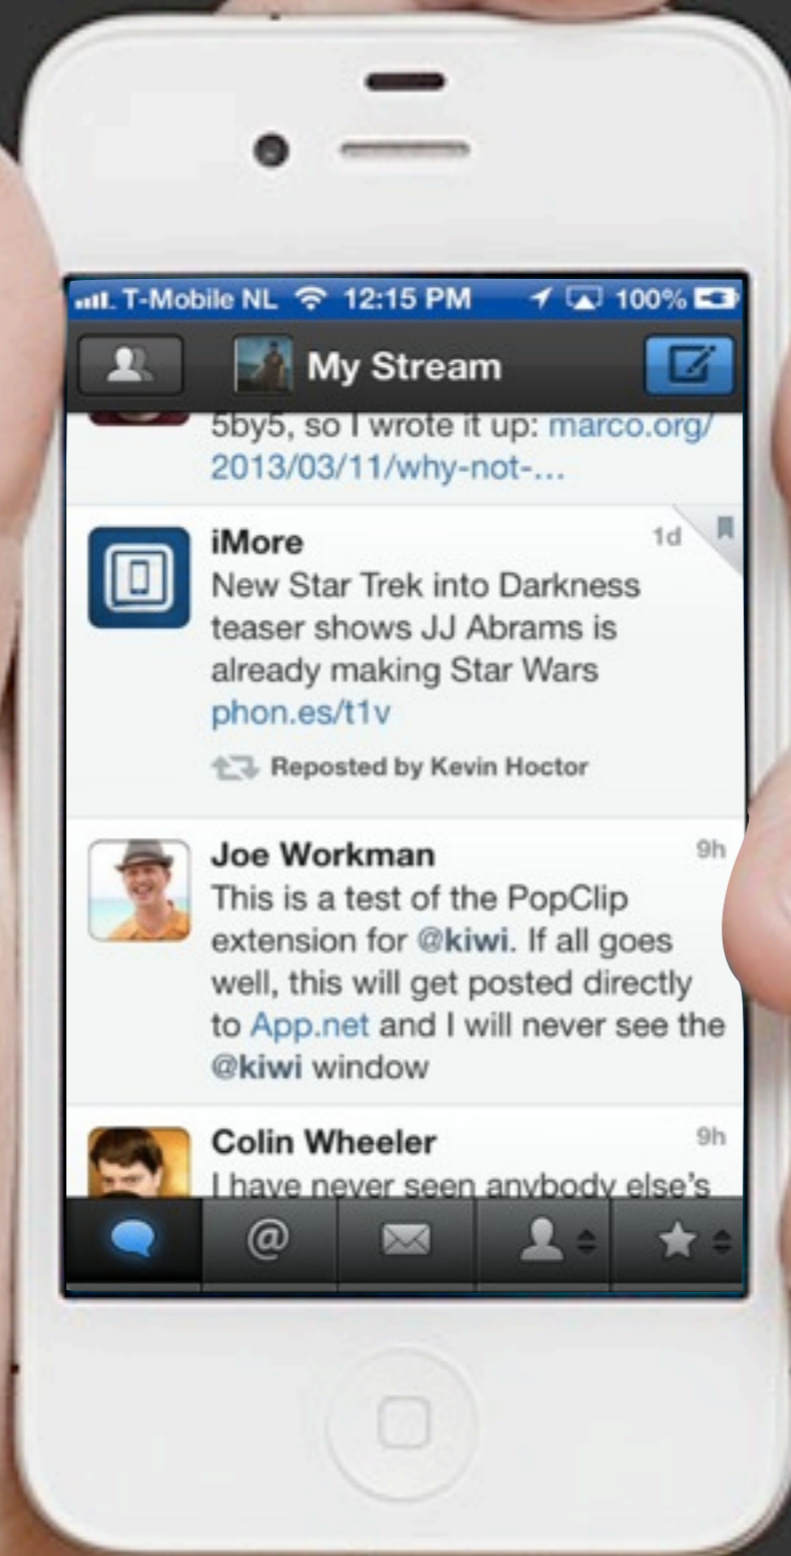 T-Mobile NL 12:15 PM 100%
My Stream
5by5, so I wrote it up: marco.org/
2013/03/11/why-not-...
iMore 1d
New Star Trek into Darkness
teaser shows JJ Abrams is
already making Star Wars
phon.es/t1v
Reposted by Kevin Hoctor
Joe Workman 9h
This is a test of the PopClip
extension for @kiwi. If all goes
well, this will get posted directly
to App.net and I will never see the
@kiwi window
Colin Wheeler 9h
I have never seen anybody else's
@